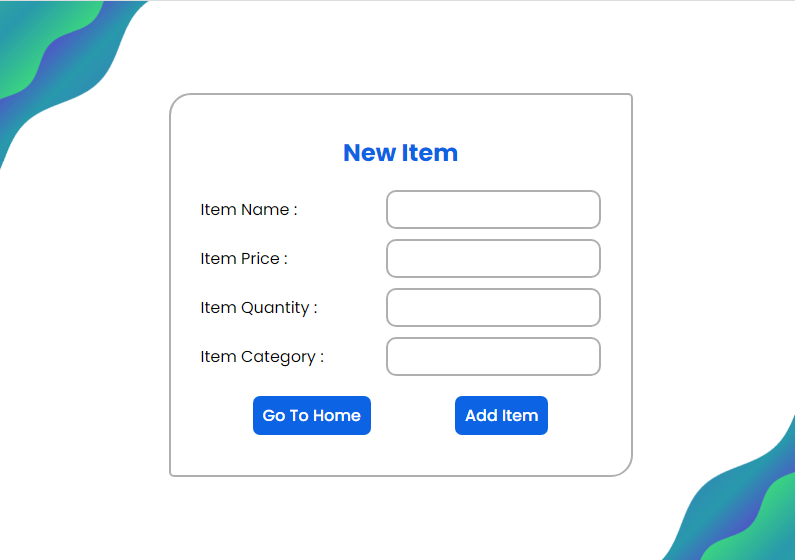 New Item
Item Name :
Item Price :
Item Quantity :
Item Category :
Go To Home Add Item